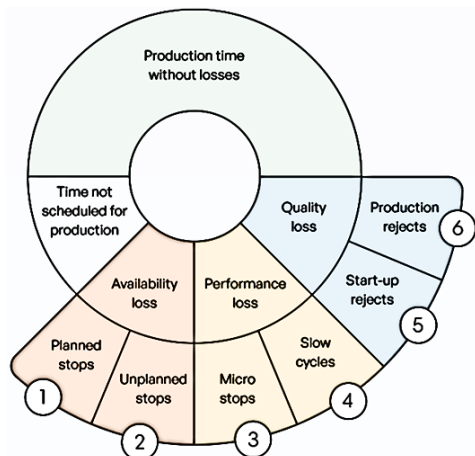 Production time
without losses
Time not
scheduled for
production
Quality
loss
Production
rejects
6
Availability
loss
Performance
loss
Start-up
rejects
5
Planned
stops
1
Unplanned
stops
2
Micro
stops
3
Slow
cycles
4